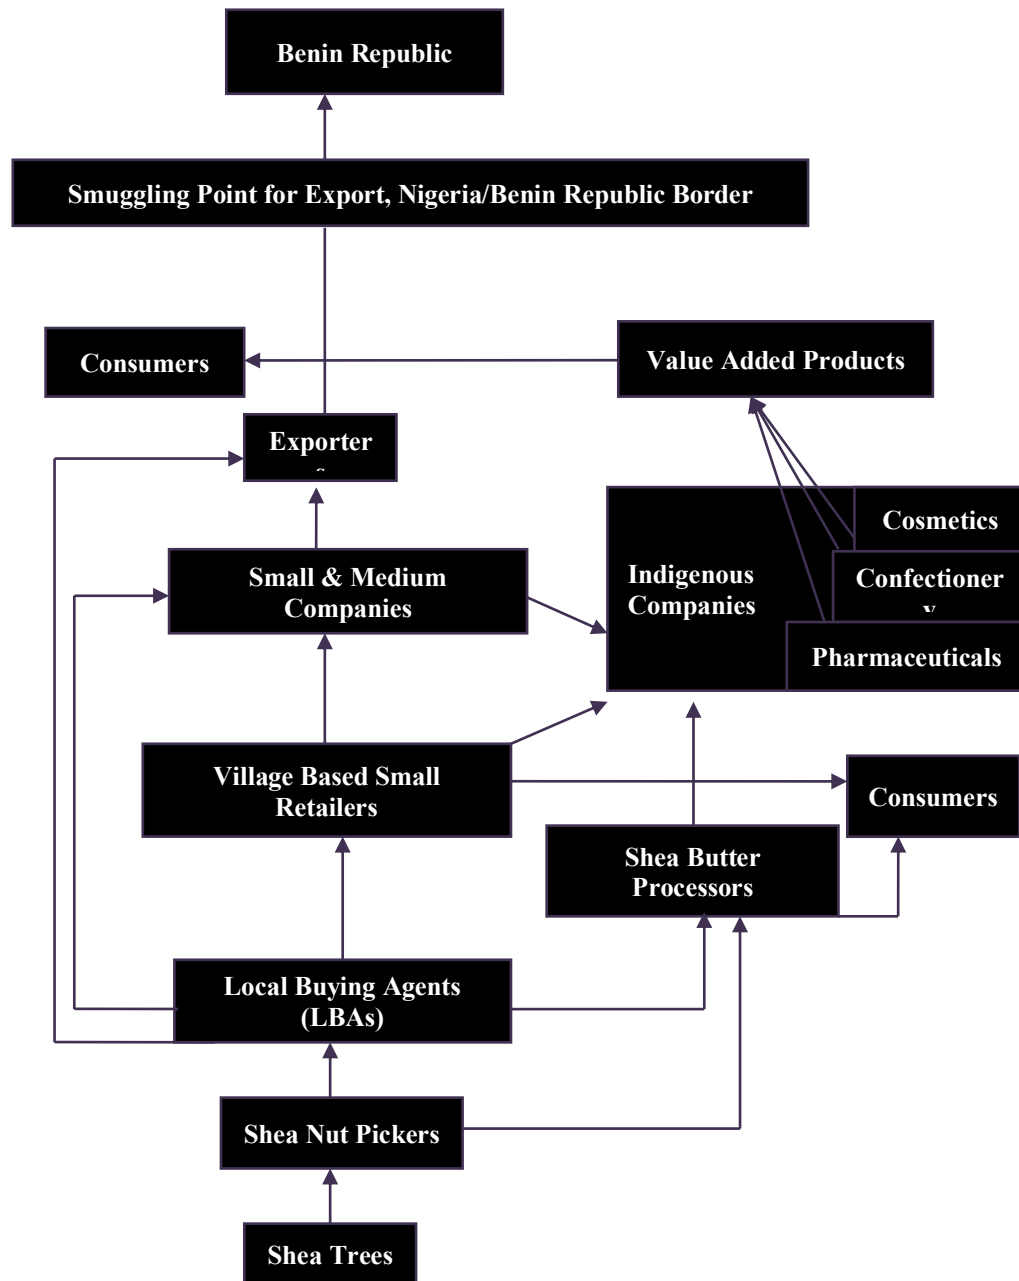 Benin Republic
Smuggling Point for Export, Nigeria/Benin Republic Border
Consumers
Value Added Products
Exporter
s
Cosmetics
Small & Medium
Companies
Indigenous
Companies
Confectioner
y
Pharmaceuticals
Village Based Small
Retailers
Consumers
Shea Butter
Processors
Local Buying Agents
(LBAs)
Shea Nut Pickers
Shea Trees